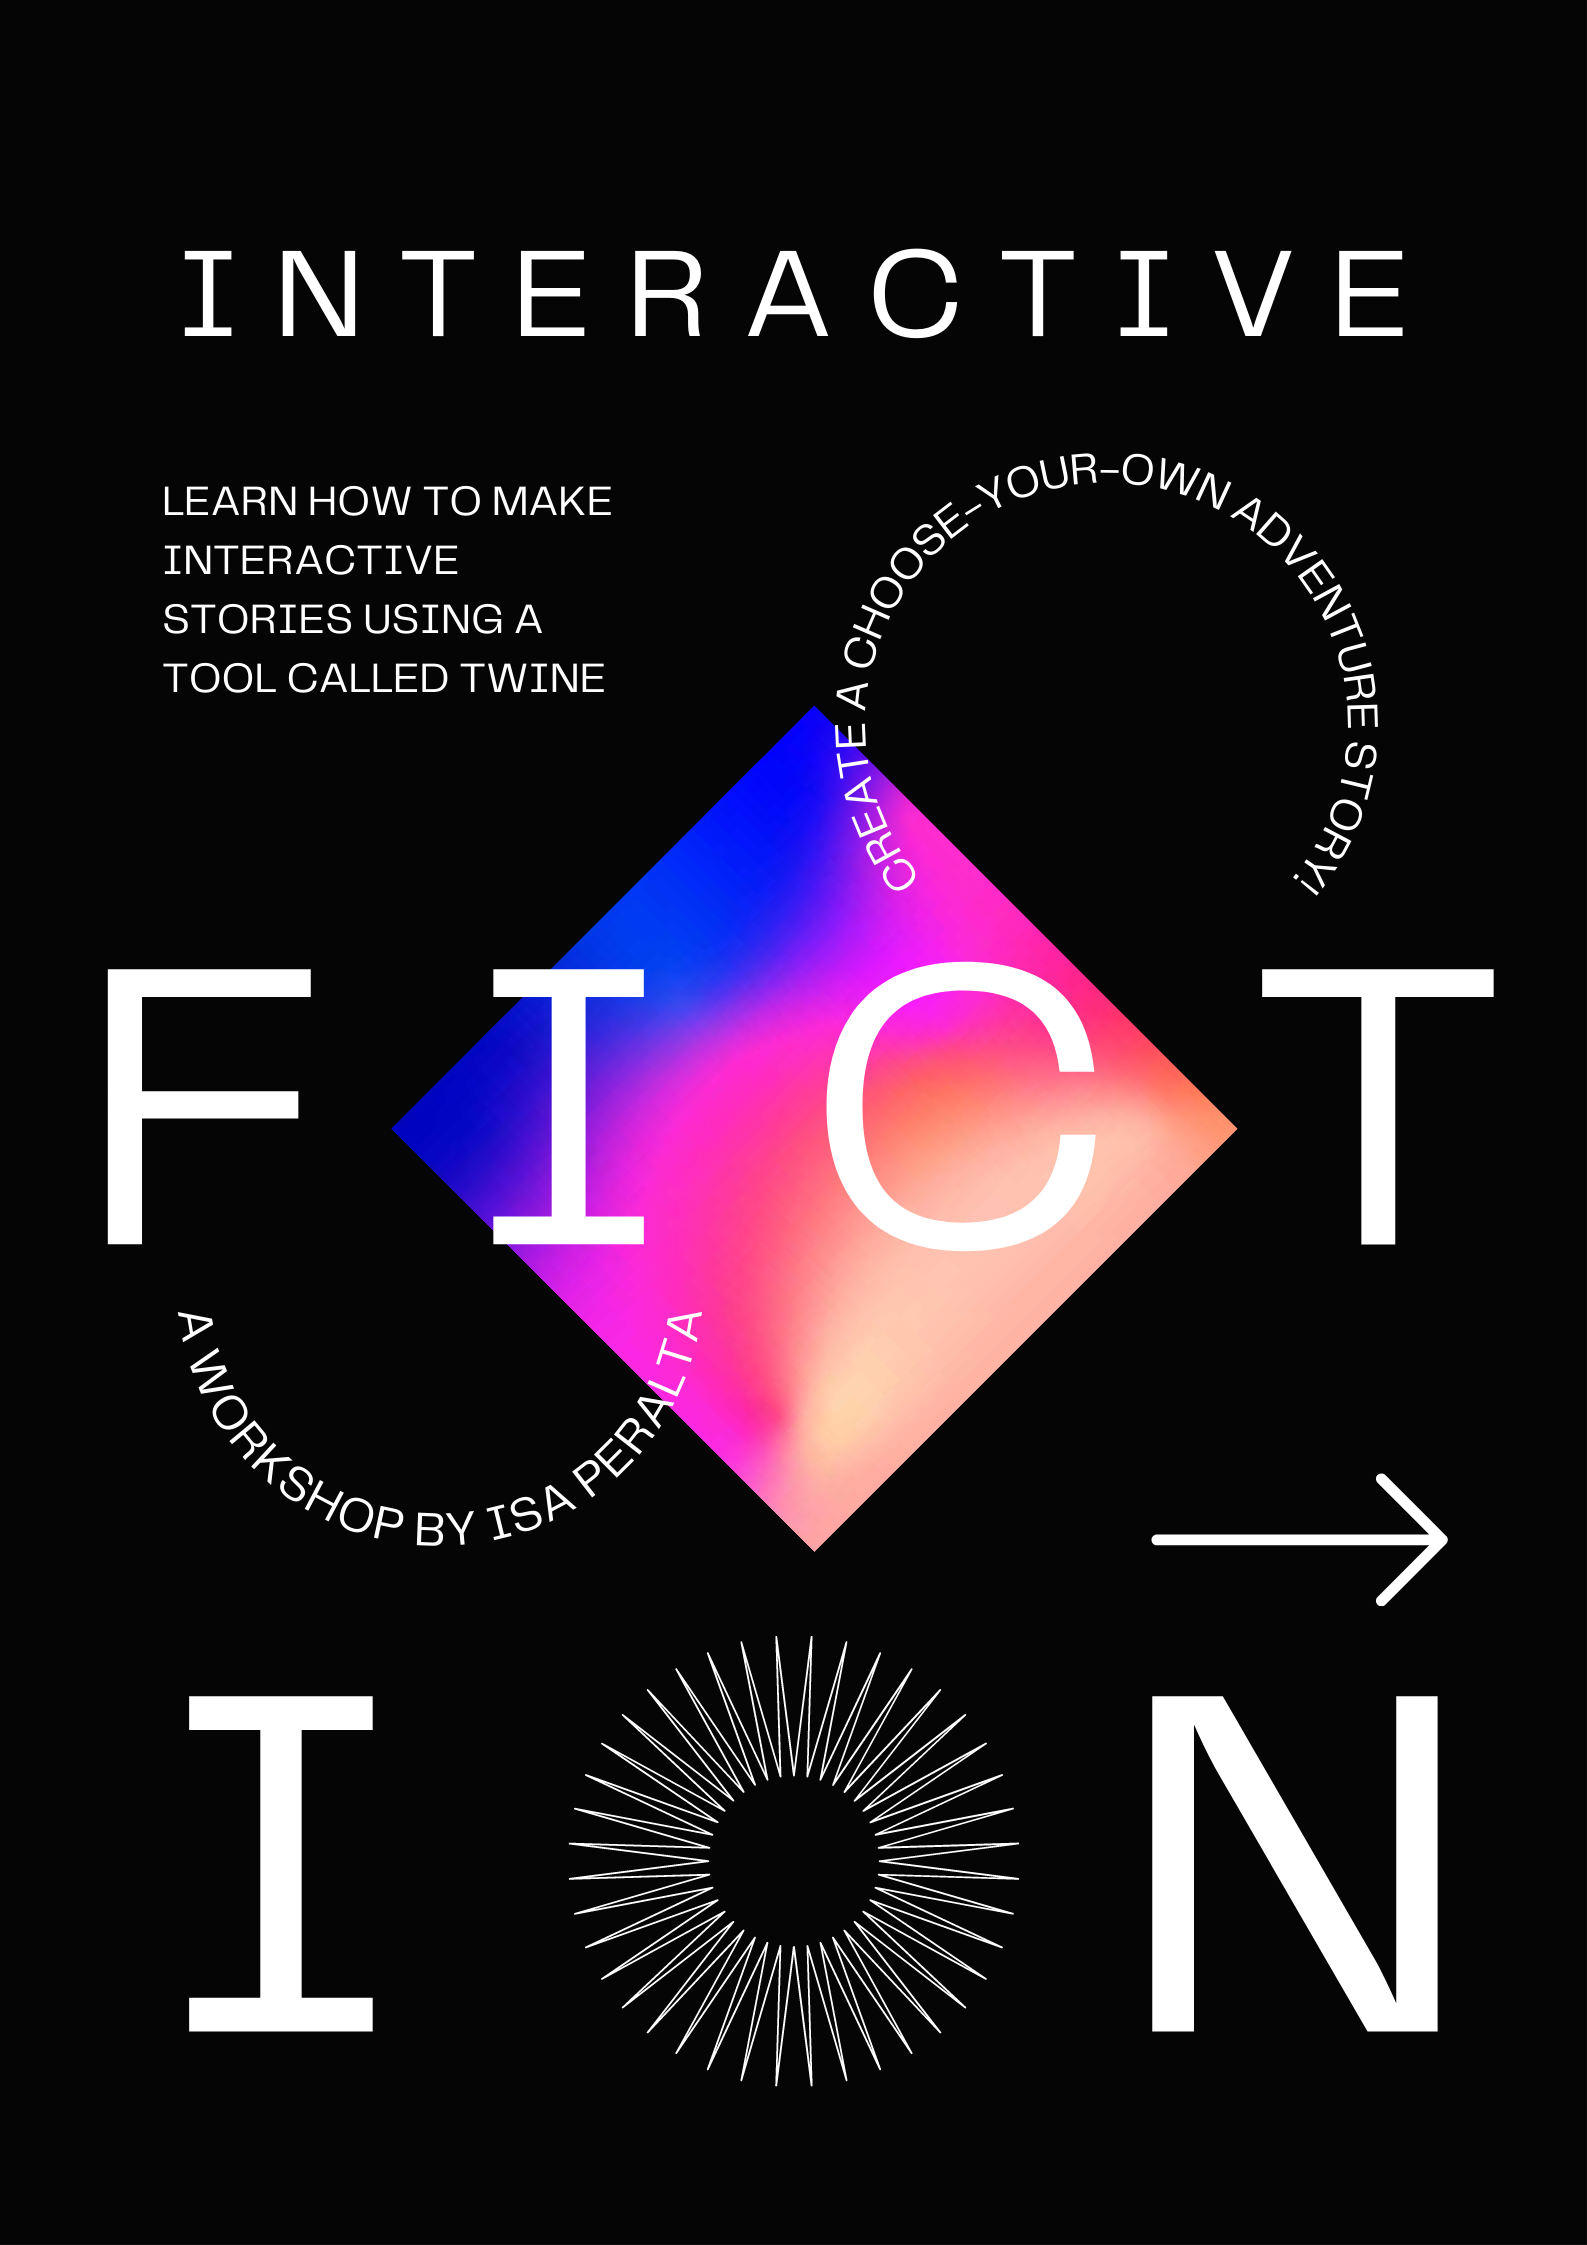 INTERACTIVE
LEARN HOW TO MAKE
INTERACTIVE
STORIES USING A
TOOL CALLED TWINE
CREATE A CHOOSE-YOUR-OWN ADVENTURE STORY!
FICT
A WORKSHOP BY ISA PERALTA
ION